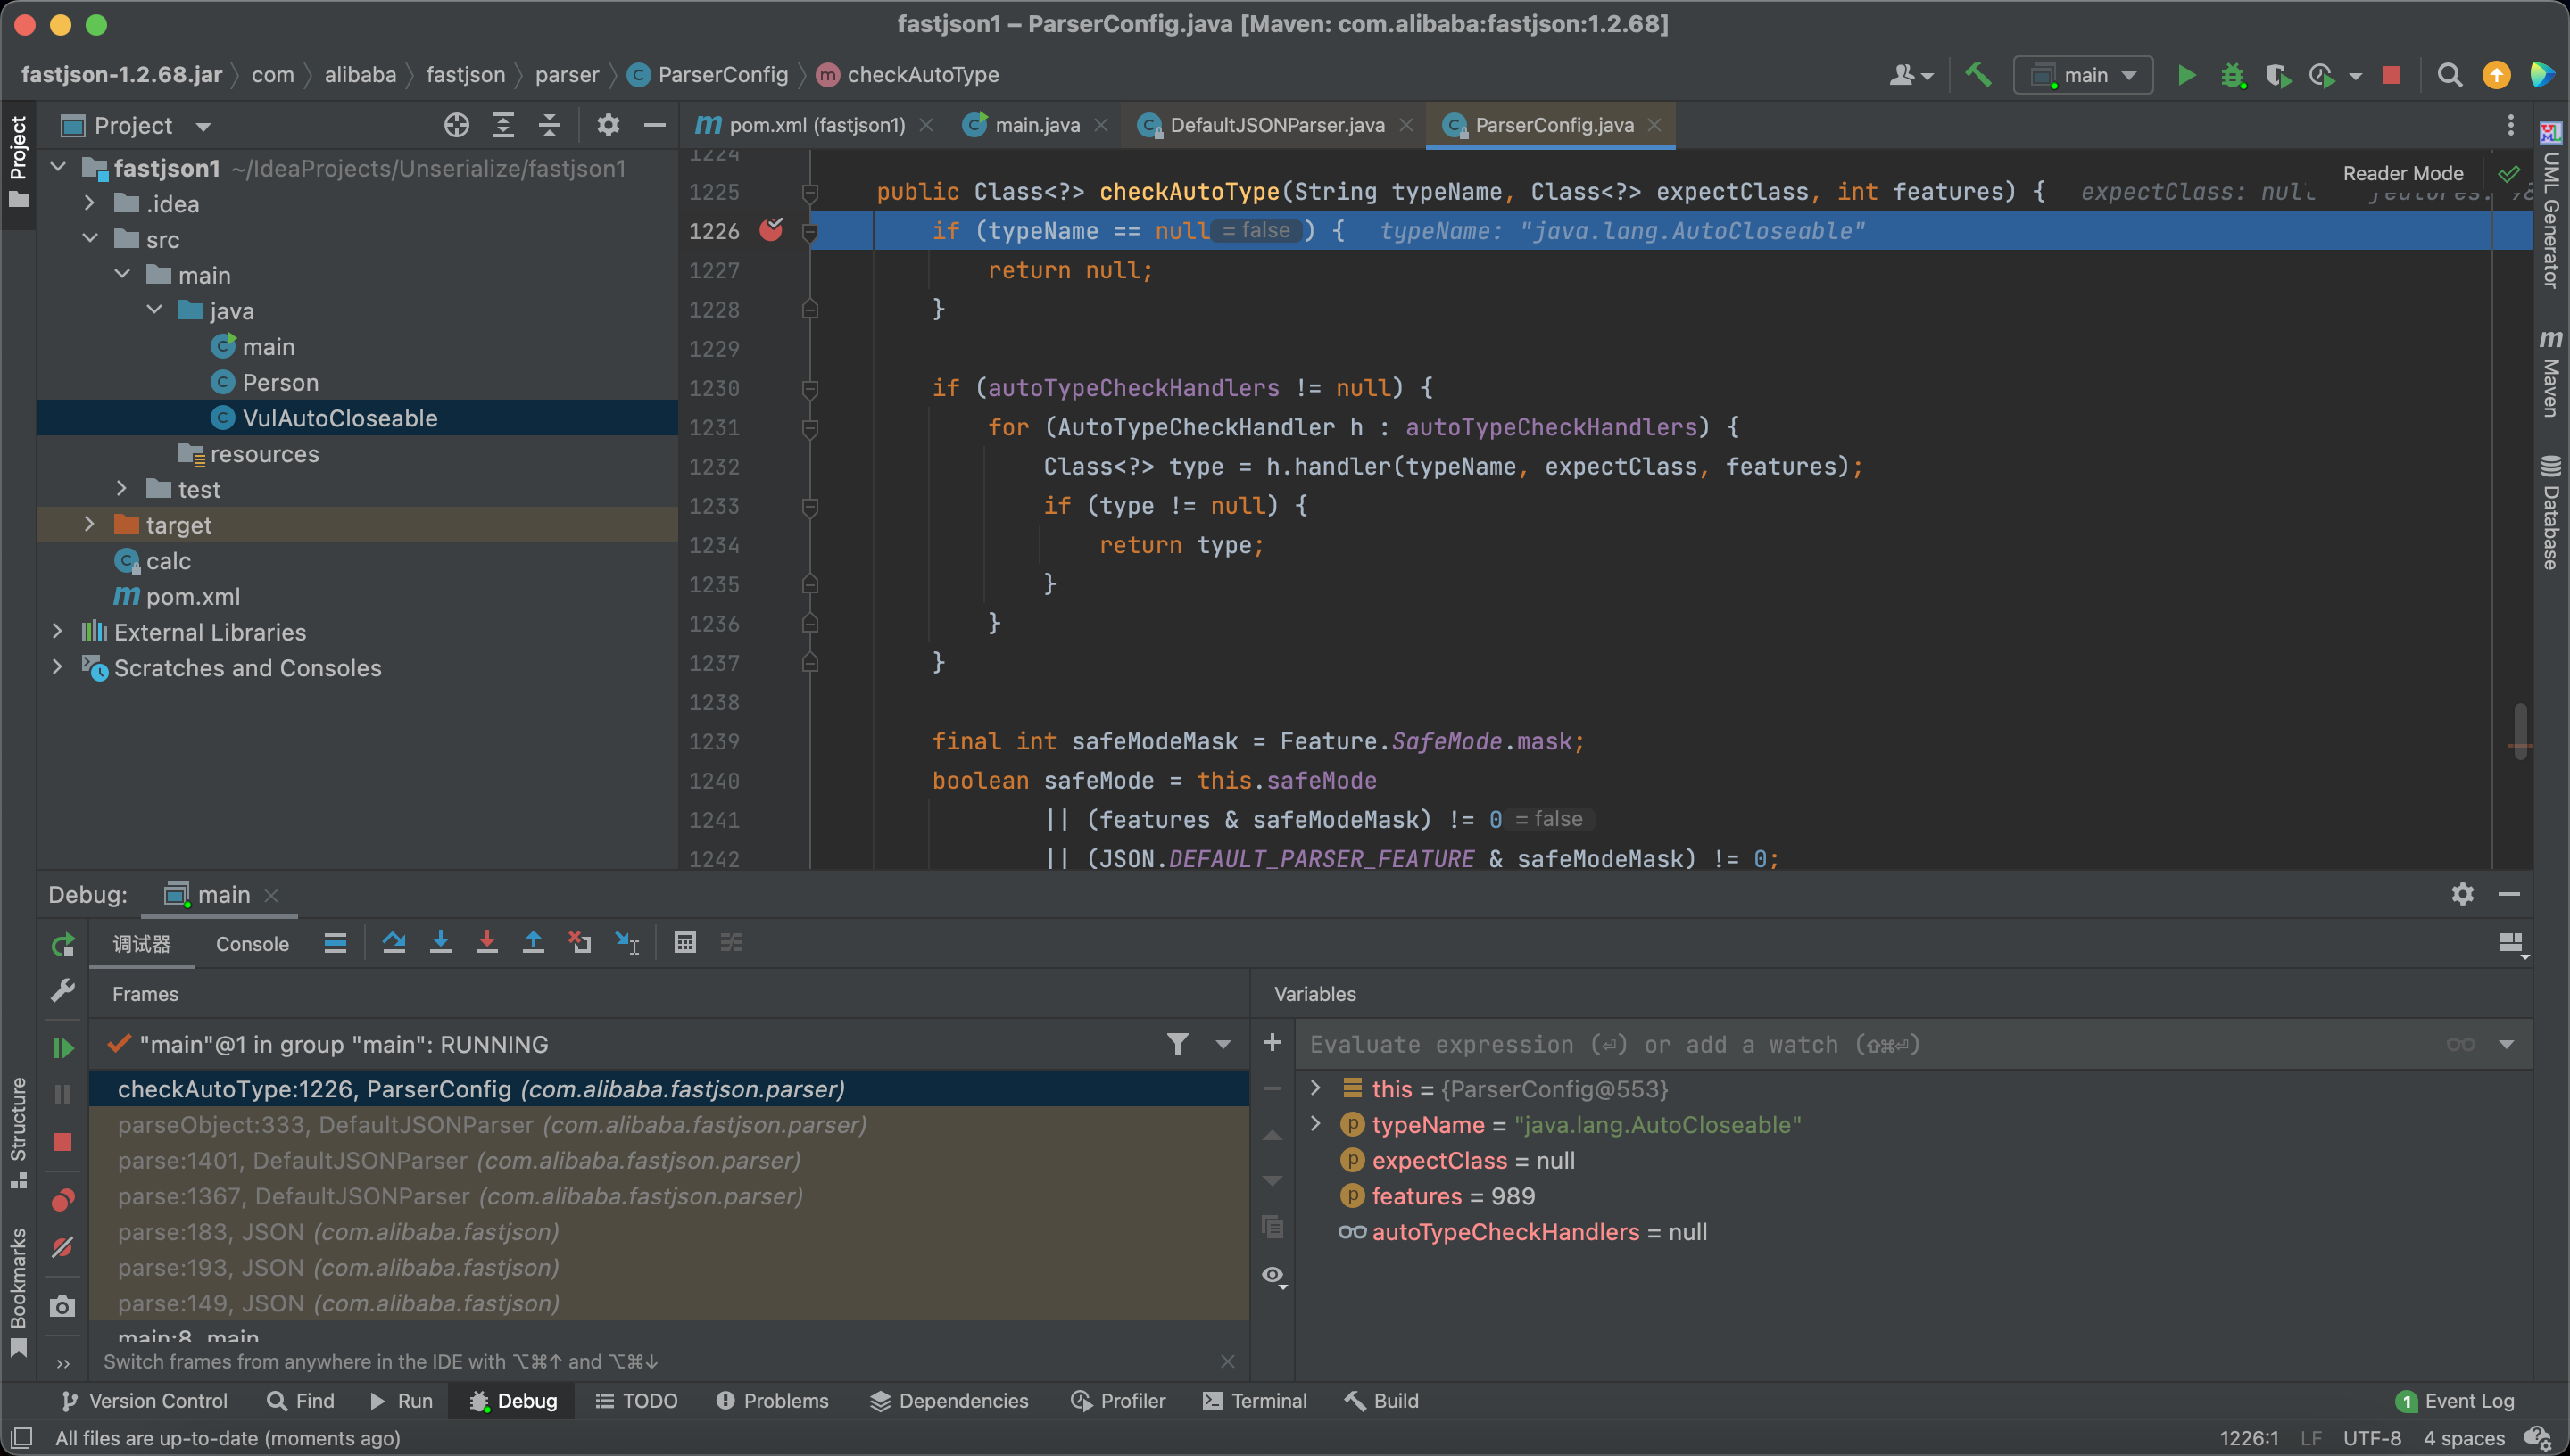 fastjson1 – ParserConfig.java [Maven: com.alibaba:fastjson:1.2.68]
fastjson-1.2.68.jar com alibaba fastjson parser ParserConfig checkAutoType
main
Project
pom.xml (fastjson1) main.java DefaultJSONParser.java ParserConfig.java
Project
fastjson1 ~/IdeaProjects/Unserialize/fastjson1
.idea
src
main
java
main
Person
VulAutoCloseable
resources
test
target
calc
pom.xml
External Libraries
Scratches and Consoles
Reader Mode
1224
1225 public Class<?> checkAutoType(String typeName, Class<?> expectClass, int features) { expectClass: null
1226 if (typeName == null = false ) { typeName: "java.lang.AutoCloseable"
1227 return null;
1228 }
1229
1230 if (autoTypeCheckHandlers != null) {
1231 for (AutoTypeCheckHandler h : autoTypeCheckHandlers) {
1232 Class<?> type = h.handler(typeName, expectClass, features);
1233 if (type != null) {
1234 return type;
1235 }
1236 }
1237 }
1238
1239 final int safeModeMask = Feature.SafeMode.mask;
1240 boolean safeMode = this.safeMode
1241 || (features & safeModeMask) != 0 = false
1242 || (JSON.DEFAULT_PARSER_FEATURE & safeModeMask) != 0;
UML Generator
Maven
Database
Debug: main
调试器 Console
Frames
"main"@1 in group "main": RUNNING
checkAutoType:1226, ParserConfig (com.alibaba.fastjson.parser)
parseObject:333, DefaultJSONParser (com.alibaba.fastjson.parser)
parse:1401, DefaultJSONParser (com.alibaba.fastjson.parser)
parse:1367, DefaultJSONParser (com.alibaba.fastjson.parser)
parse:183, JSON (com.alibaba.fastjson)
parse:193, JSON (com.alibaba.fastjson)
parse:149, JSON (com.alibaba.fastjson)
main:8, main
Switch frames from anywhere in the IDE with ⌥⌘↑ and ⌥⌘↓
Variables
Evaluate expression (⏎) or add a watch (⇧⌘⏎)
this = {ParserConfig@553}
typeName = "java.lang.AutoCloseable"
expectClass = null
features = 989
autoTypeCheckHandlers = null
Structure
Bookmarks
Version Control Find Run Debug TODO Problems Dependencies Profiler Terminal Build 1 Event Log
All files are up-to-date (moments ago) 1226:1 LF UTF-8 4 spaces